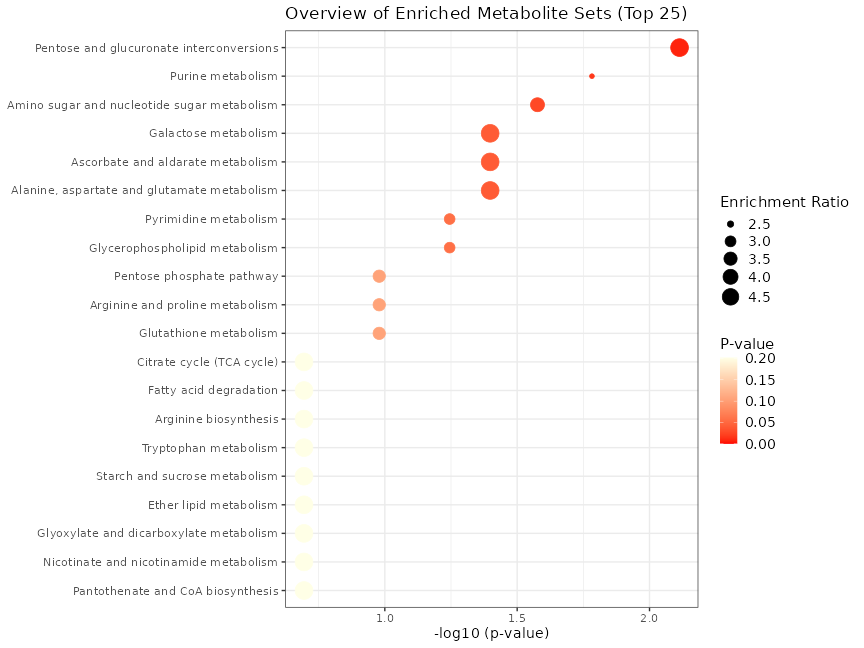 Overview of Enriched Metabolite Sets (Top 25)
Pentose and glucuronate interconversions
Purine metabolism
Amino sugar and nucleotide sugar metabolism
Galactose metabolism
Ascorbate and aldarate metabolism
Alanine, aspartate and glutamate metabolism
Pyrimidine metabolism
Glycerophospholipid metabolism
Pentose phosphate pathway
Arginine and proline metabolism
Glutathione metabolism
Citrate cycle (TCA cycle)
Fatty acid degradation
Arginine biosynthesis
Tryptophan metabolism
Starch and sucrose metabolism
Ether lipid metabolism
Glyoxylate and dicarboxylate metabolism
Nicotinate and nicotinamide metabolism
Pantothenate and CoA biosynthesis
1.0 1.5 2.0
-log10 (p-value)
Enrichment Ratio
2.5
3.0
3.5
4.0
4.5
P-value
0.20
0.15
0.10
0.05
0.00